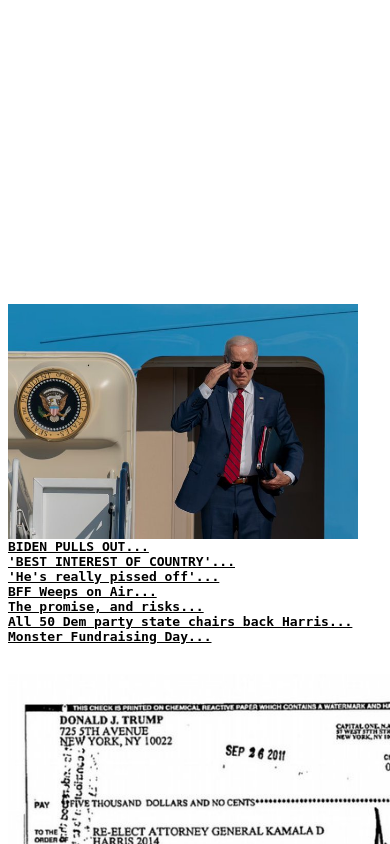 BIDEN PULLS OUT...
'BEST INTEREST OF COUNTRY'...
'He's really pissed off'...
BFF Weeps on Air...
The promise, and risks...
All 50 Dem party state chairs back Harris...
Monster Fundraising Day...
THIS CHECK IS PRINTED ON CHEMICAL REACTIVE PAPER WHICH CONTAINS A WATERMARK AND
DONALD J. TRUMP
725 5TH AVENUE
NEW YORK, NY 10022
CAPITAL ONE, N.A.
NEW YORK, NY
SEP 26 2011
PAY
FIVE THOUSAND DOLLARS AND NO CENTS
TO THE
ORDER OF
RE-ELECT ATTORNEY GENERAL KAMALA D
HARRIS 2014